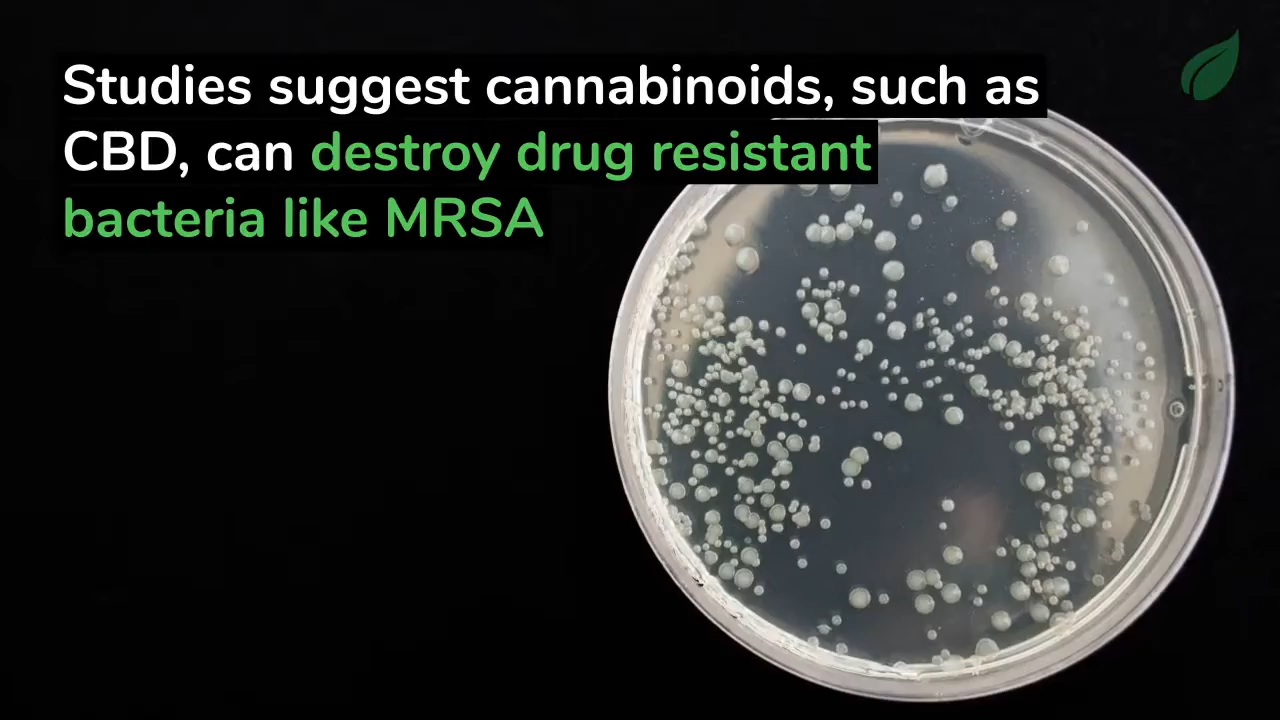 Studies suggest cannabinoids, such as
CBD, can destroy drug resistant
bacteria like MRSA